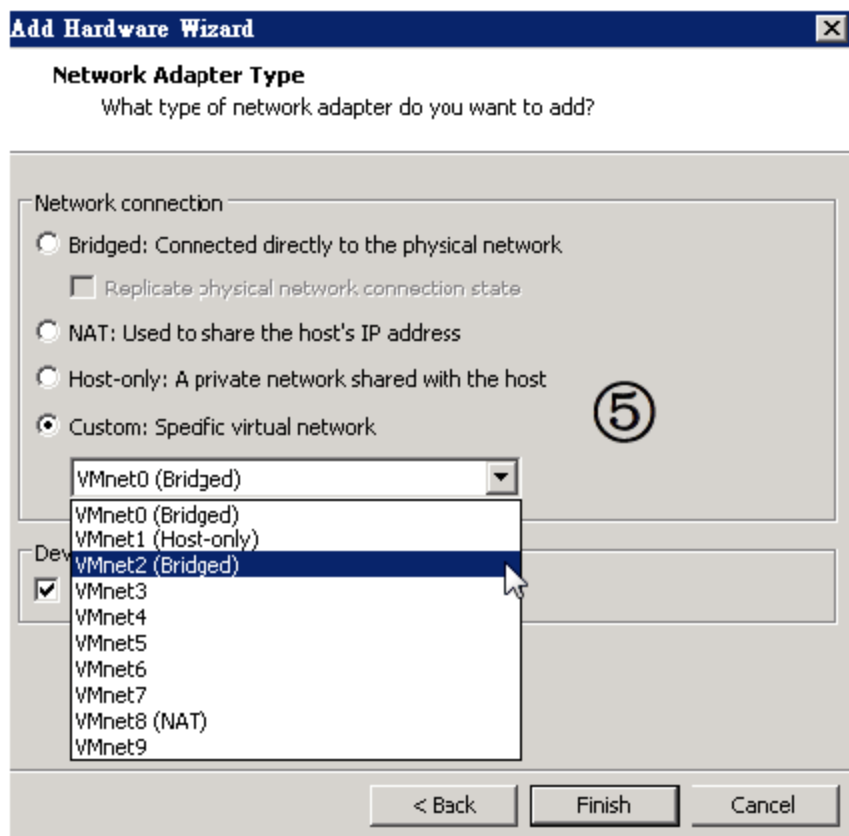 Add Hardware Wizard
Network Adapter Type
What type of network adapter do you want to add?
Network connection
Bridged: Connected directly to the physical network
Replicate physical network connection state
NAT: Used to share the host's IP address
Host-only: A private network shared with the host
Custom: Specific virtual network
⑤
VMnet0 (Bridged)
VMnet0 (Bridged)
VMnet1 (Host-only)
VMnet2 (Bridged)
VMnet3
VMnet4
VMnet5
VMnet6
VMnet7
VMnet8 (NAT)
VMnet9
< Back
Finish
Cancel